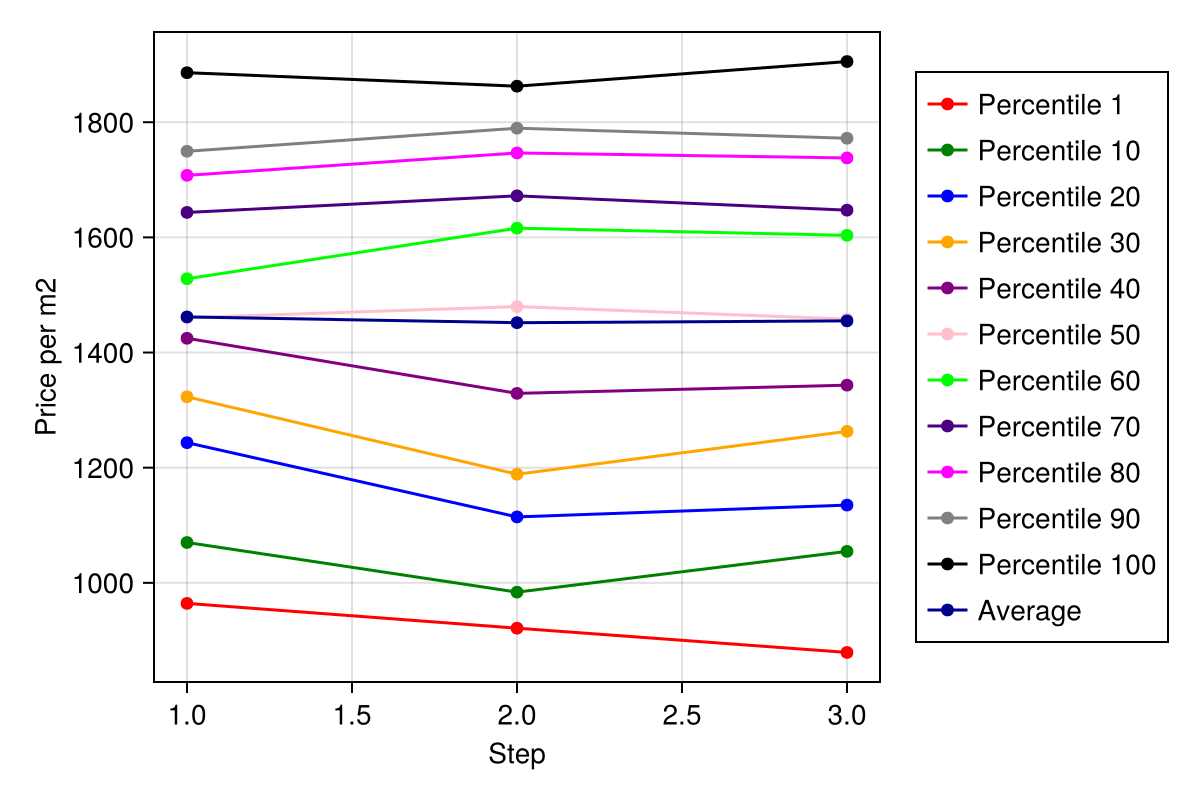 Price per m2
1800
1600
1400
1200
1000
1.0 1.5 2.0 2.5 3.0
Step
Percentile 1
Percentile 10
Percentile 20
Percentile 30
Percentile 40
Percentile 50
Percentile 60
Percentile 70
Percentile 80
Percentile 90
Percentile 100
Average